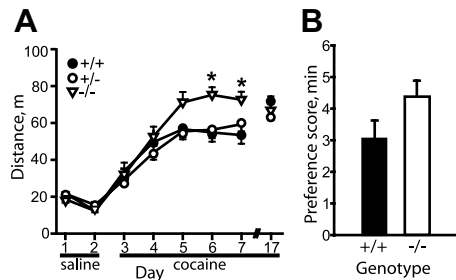 A
B
Distance, m
100
80
60
40
20
0
+/+
+/-
-/-
*
*
1 2 3 4 5 6 7 // 17
saline cocaine
Day
Preference score, min
6
5
4
3
2
1
0
+/+ -/-
Genotype